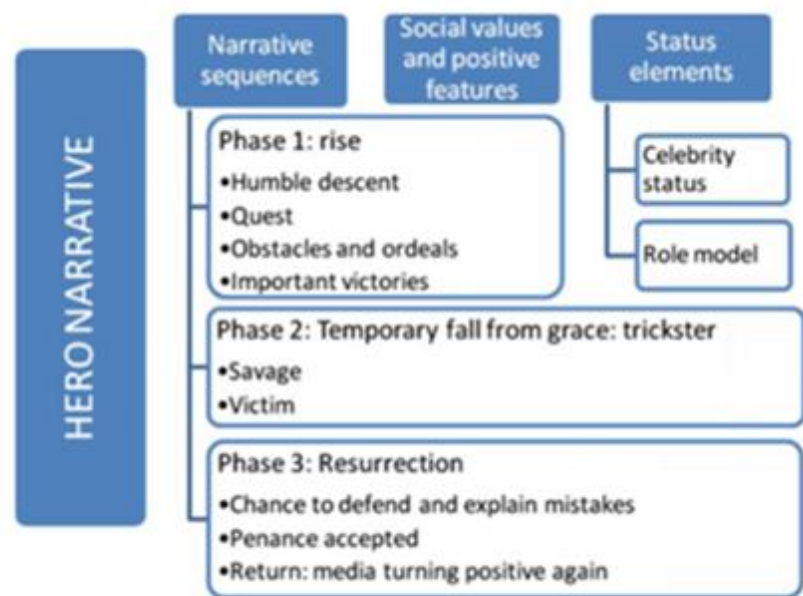 HERO NARRATIVE
Narrative
sequences
Social values
and positive
features
Status
elements
Phase 1: rise
•Humble descent
•Quest
•Obstacles and ordeals
•Important victories
Celebrity
status
Role model
Phase 2: Temporary fall from grace: trickster
•Savage
•Victim
Phase 3: Resurrection
•Chance to defend and explain mistakes
•Penance accepted
•Return: media turning positive again